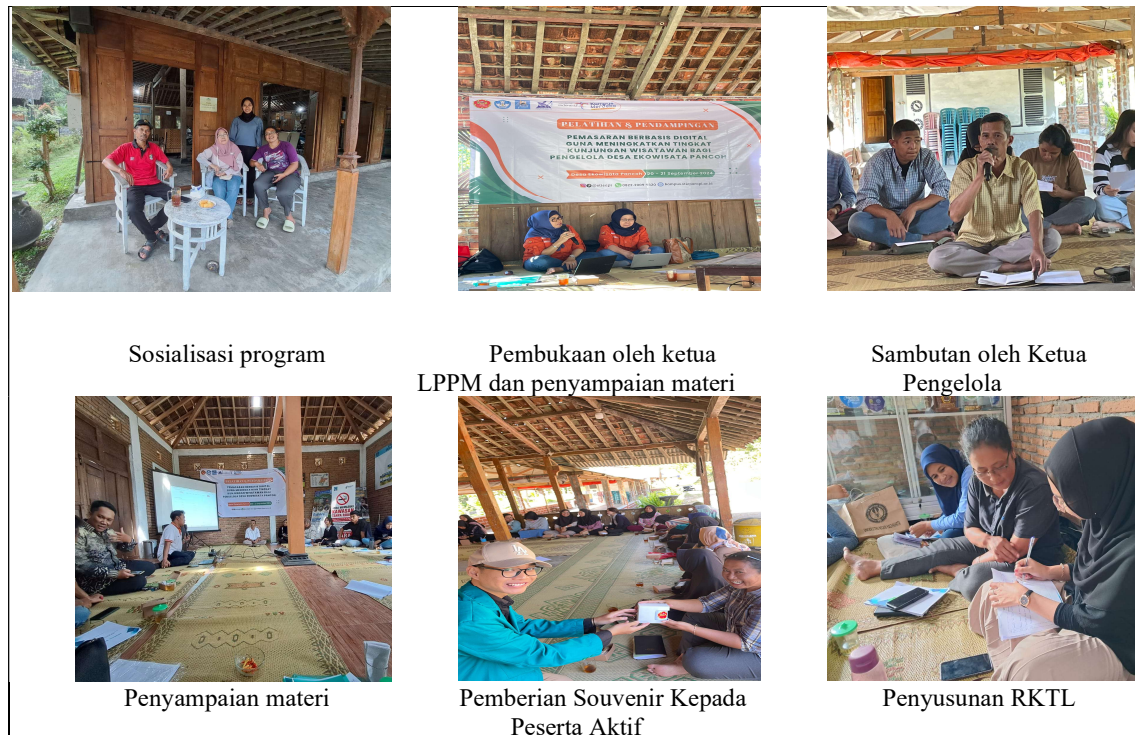 PELATIHAN & PENDAMPINGAN
PEMASARAN BERBASIS DIGITAL
GUNA MENINGKATKAN TINGKAT
KUNJUNGAN WISATAWAN BAGI
PENGELOLA DESA EKOWISATA PANCOH
Sosialisasi program
Pembukaan oleh ketua
LPPM dan penyampaian materi
Sambutan oleh Ketua
Pengelola
Penyampaian materi
Pemberian Souvenir Kepada
Peserta Aktif
Penyusunan RKTL